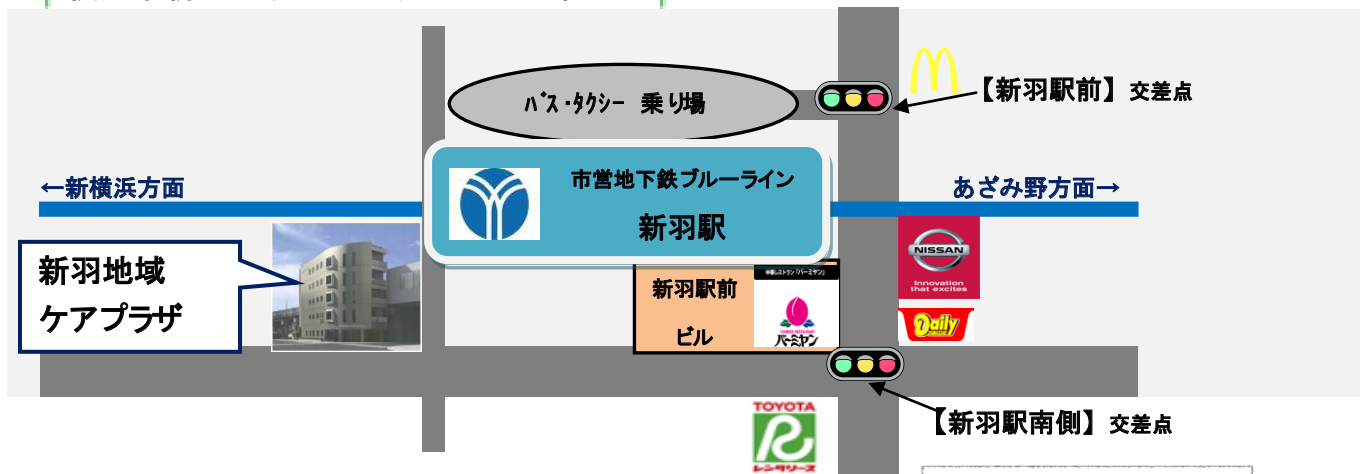 バス・タクシー 乗り場
【新羽駅前】交差点
←新横浜方面
市営地下鉄ブルーライン
新羽駅
あざみ野方面→
新羽地域
ケアプラザ
新羽駅前
ビル
中華レストラン「バーミヤン」
CHINESE RESTAURANT
バーミヤン
NISSAN
Innovation
that excites
Daily
【新羽駅南側】交差点
TOYOTA
R
レンタリース